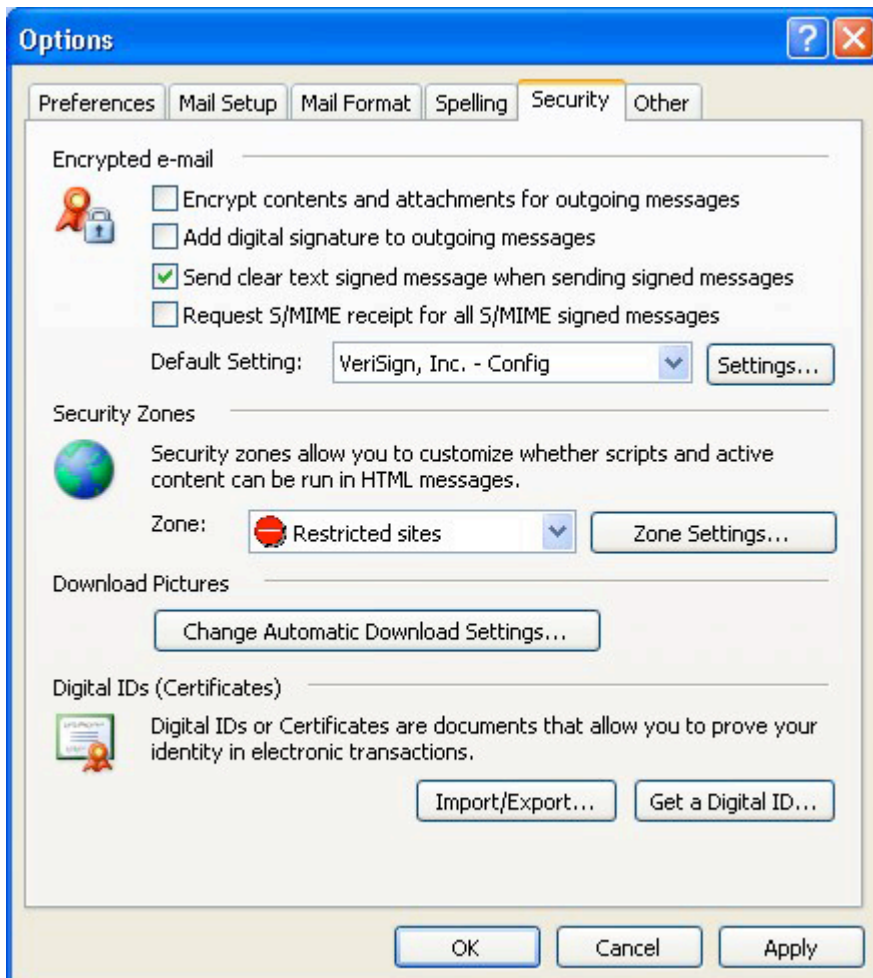 Options
Preferences Mail Setup Mail Format Spelling Security Other
Encrypted e-mail
Encrypt contents and attachments for outgoing messages
Add digital signature to outgoing messages
Send clear text signed message when sending signed messages
Request S/MIME receipt for all S/MIME signed messages
Default Setting: VeriSign, Inc. - Config Settings...
Security Zones
Security zones allow you to customize whether scripts and active
content can be run in HTML messages.
Zone: Restricted sites Zone Settings...
Download Pictures
Change Automatic Download Settings...
Digital IDs (Certificates)
Digital IDs or Certificates are documents that allow you to prove your
identity in electronic transactions.
Import/Export... Get a Digital ID...
OK Cancel Apply